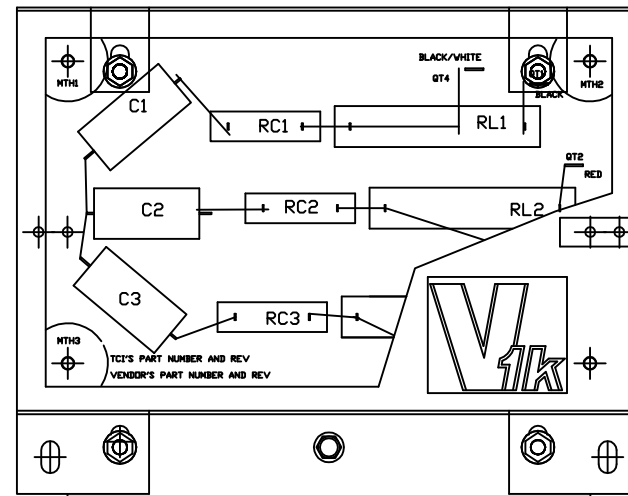 BLACK/WHITE
QT4
MTH1
MTH2
BLACK
C1
RC1
RL1
QT2
RED
C2
RC2
RL2
C3
RC3
MTH3
TCI'S PART NUMBER AND REV
VENDOR'S PART NUMBER AND REV
V1k